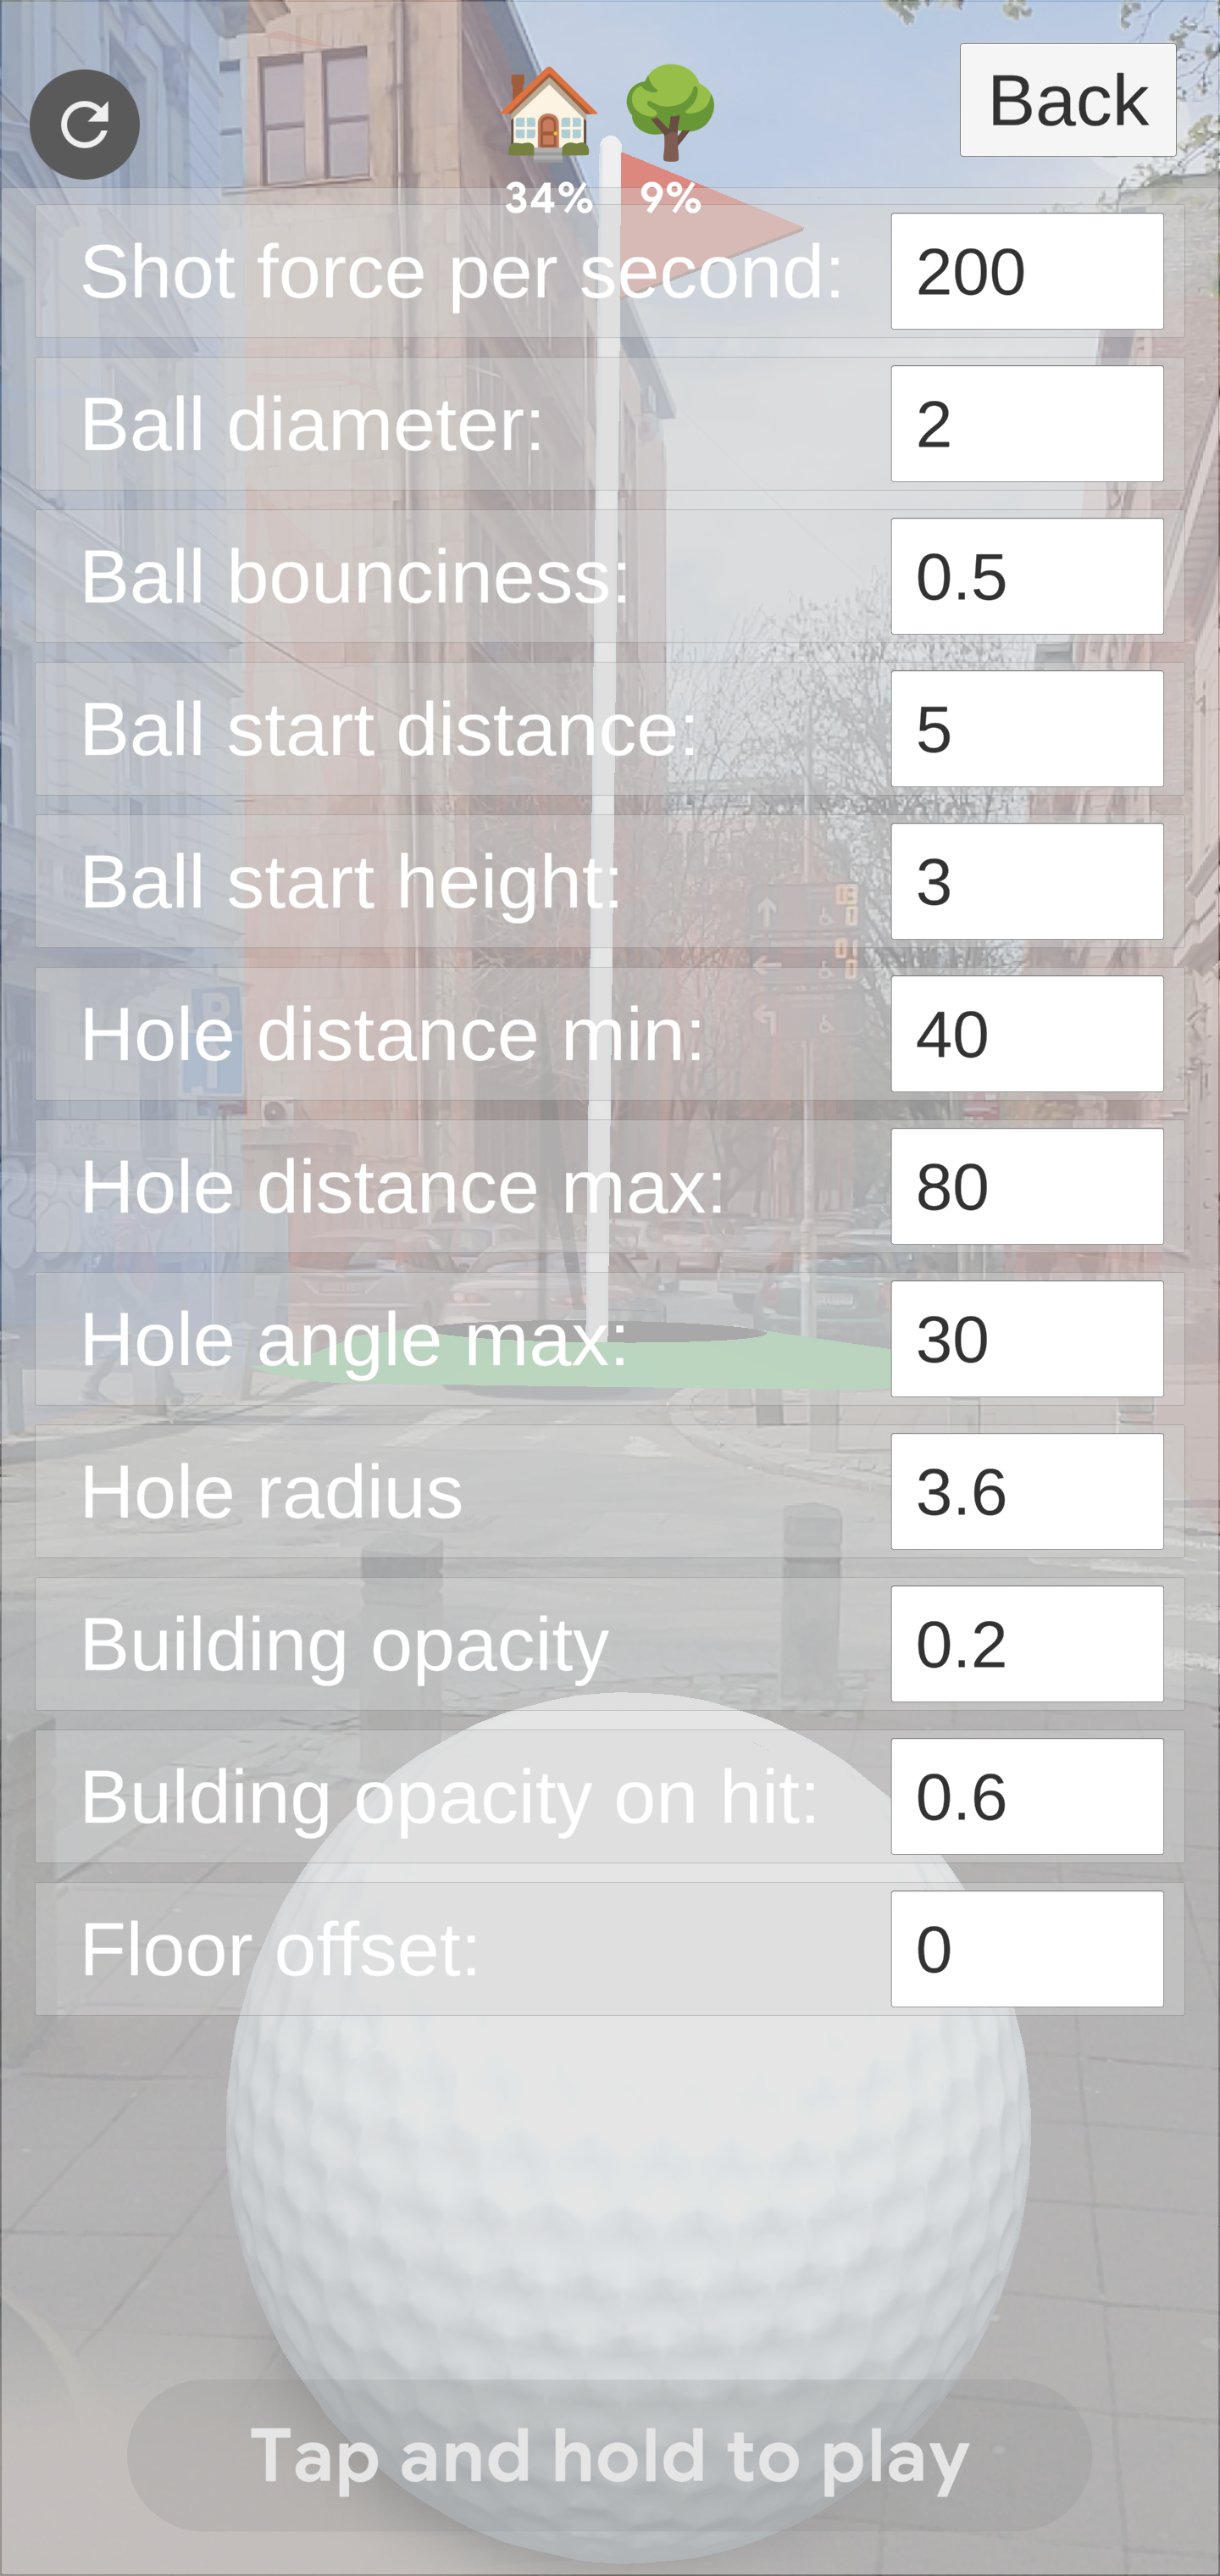 Back
34% 9%
Shot force per second: 200
Ball diameter: 2
Ball bounciness: 0.5
Ball start distance: 5
Ball start height: 3
Hole distance min: 40
Hole distance max: 80
Hole angle max: 30
Hole radius 3.6
Building opacity 0.2
Bulding opacity on hit: 0.6
Floor offset: 0
Tap and hold to play